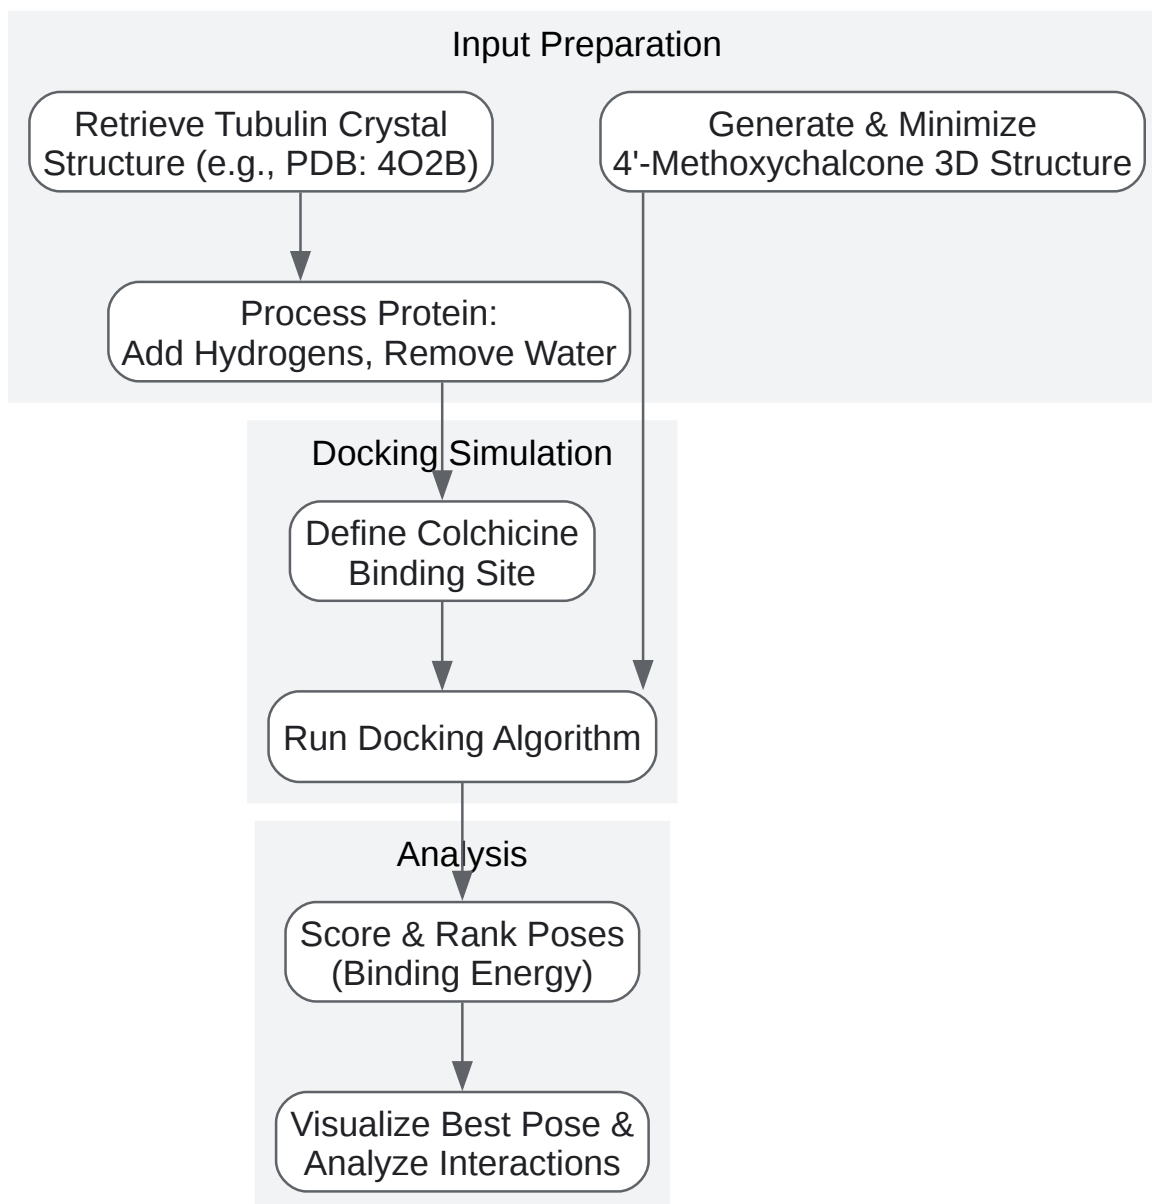 Input Preparation
Retrieve Tubulin Crystal
Structure (e.g., PDB: 4O2B)
Generate & Minimize
4'-Methoxychalcone 3D Structure
Process Protein:
Add Hydrogens, Remove Water
Docking Simulation
Define Colchicine
Binding Site
Run Docking Algorithm
Analysis
Score & Rank Poses
(Binding Energy)
Visualize Best Pose &
Analyze Interactions